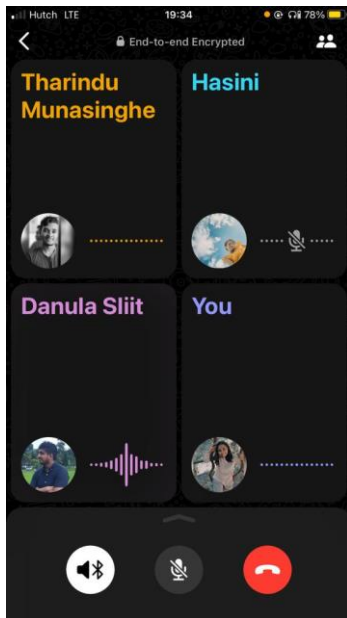 Hutch LTE 19:34 78%
End-to-end Encrypted
Tharindu
Munasinghe
Hasini
Danula Sliit
You